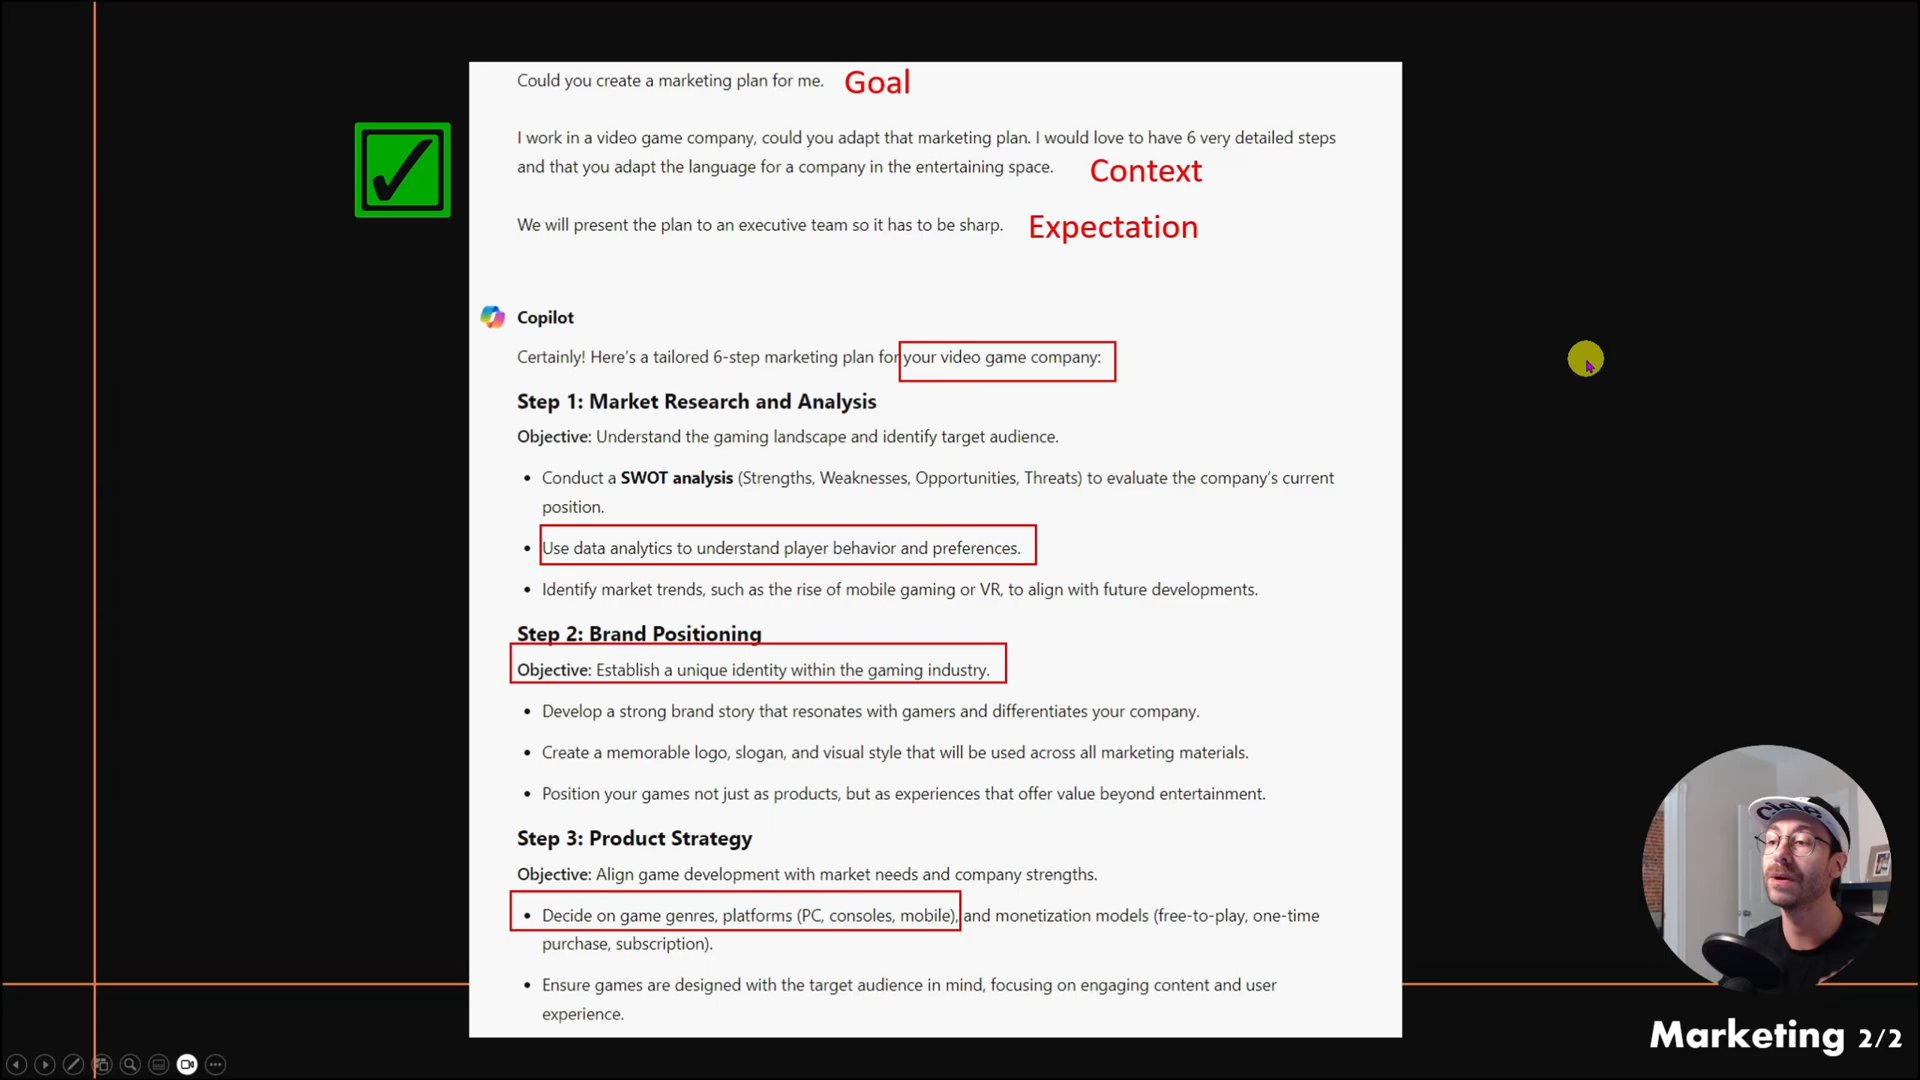 Could you create a marketing plan for me. Goal
I work in a video game company, could you adapt that marketing plan. I would love to have 6 very detailed steps
and that you adapt the language for a company in the entertaining space. Context
We will present the plan to an executive team so it has to be sharp. Expectation
Copilot
Certainly! Here's a tailored 6-step marketing plan for your video game company:
Step 1: Market Research and Analysis
Objective: Understand the gaming landscape and identify target audience.
• Conduct a SWOT analysis (Strengths, Weaknesses, Opportunities, Threats) to evaluate the company's current
position.
• Use data analytics to understand player behavior and preferences.
• Identify market trends, such as the rise of mobile gaming or VR, to align with future developments.
Step 2: Brand Positioning
Objective: Establish a unique identity within the gaming industry.
• Develop a strong brand story that resonates with gamers and differentiates your company.
• Create a memorable logo, slogan, and visual style that will be used across all marketing materials.
• Position your games not just as products, but as experiences that offer value beyond entertainment.
Step 3: Product Strategy
Objective: Align game development with market needs and company strengths.
• Decide on game genres, platforms (PC, consoles, mobile), and monetization models (free-to-play, one-time
purchase, subscription).
• Ensure games are designed with the target audience in mind, focusing on engaging content and user
experience.
ciele
Marketing 2/2